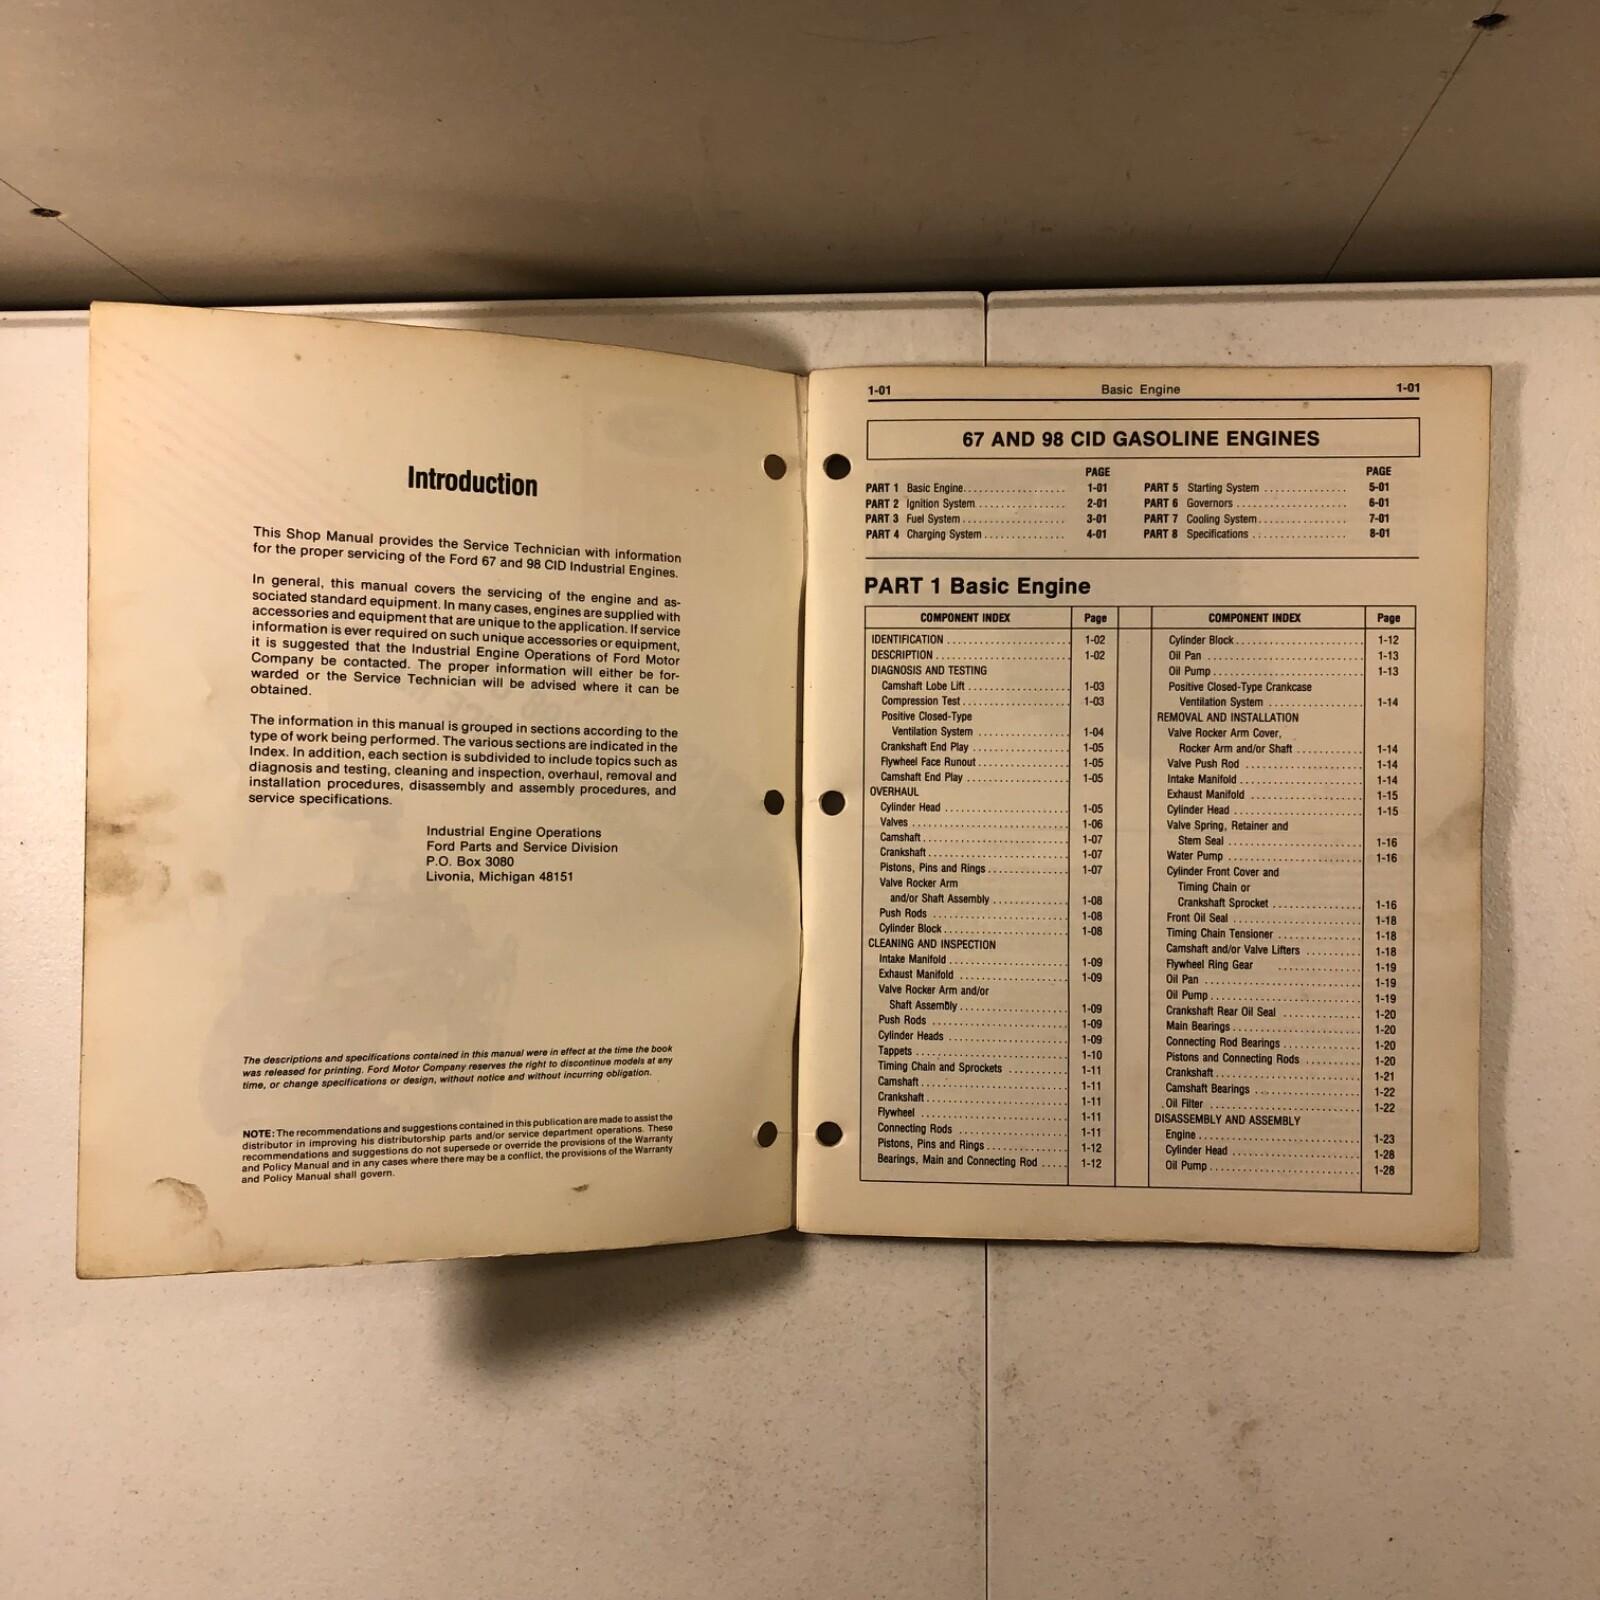 Introduction
This Shop Manual provides the Service Technician with information
for the proper servicing of the Ford 67 and 98 CID Industrial Engines.
In general, this manual covers the servicing of the engine and as-
sociated standard equipment. In many cases, engines are supplied with
accessories and equipment that are unique to the application. If service
information is ever required on such unique accessories or equipment,
it is suggested that the Industrial Engine Operations of Ford Motor
Company be contacted. The proper information will either be for-
warded or the Service Technician will be advised where it can be
obtained.
The information in this manual is grouped in sections according to the
type of work being performed. The various sections are indicated in the
Index. In addition, each section is subdivided to include topics such as
diagnosis and testing, cleaning and inspection, overhaul, removal and
installation procedures, disassembly and assembly procedures, and
service specifications.
Industrial Engine Operations
Ford Parts and Service Division
P.O. Box 3080
Livonia, Michigan 48151
The descriptions and specifications contained in this manual were in effect at the time the book
was released for printing. Ford Motor Company reserves the right to discontinue models at any
time, or change specifications or design, without notice and without incurring obligation.
NOTE: The recommendations and suggestions contained in this publication are made to assist the
distributor in improving his distributorship parts and/or service department operations. These
recommendations and suggestions do not supersede or override the provisions of the Warranty
and Policy Manual and in any cases where there may be a conflict, the provisions of the Warranty
and Policy Manual shall govern.
1-01 Basic Engine 1-01
67 AND 98 CID GASOLINE ENGINES
PAGE
PART 1 Basic Engine 1-01
PART 2 Ignition System 2-01
PART 3 Fuel System 3-01
PART 4 Charging System 4-01
PAGE
PART 5 Starting System 5-01
PART 6 Governors 6-01
PART 7 Cooling System 7-01
PART 8 Specifications 8-01
PART 1 Basic Engine
COMPONENT INDEX Page
IDENTIFICATION 1-02
DESCRIPTION 1-02
DIAGNOSIS AND TESTING
Camshaft Lobe Lift 1-03
Compression Test 1-03
Positive Closed-Type
Ventilation System 1-04
Crankshaft End Play 1-05
Flywheel Face Runout 1-05
Camshaft End Play 1-05
OVERHAUL
Cylinder Head 1-05
Valves 1-06
Camshaft 1-07
Crankshaft 1-07
Pistons, Pins and Rings 1-07
Valve Rocker Arm
and/or Shaft Assembly 1-08
Push Rods 1-08
Cylinder Block 1-08
CLEANING AND INSPECTION
Intake Manifold 1-09
Exhaust Manifold 1-09
Valve Rocker Arm and/or
Shaft Assembly 1-09
Push Rods 1-09
Cylinder Heads 1-09
Tappets 1-10
Timing Chain and Sprockets 1-11
Camshaft 1-11
Crankshaft 1-11
Flywheel 1-11
Connecting Rods 1-11
Pistons, Pins and Rings 1-12
Bearings, Main and Connecting Rod 1-12
COMPONENT INDEX Page
Cylinder Block 1-12
Oil Pan 1-13
Oil Pump 1-13
Positive Closed-Type Crankcase
Ventilation System 1-14
REMOVAL AND INSTALLATION
Valve Rocker Arm Cover,
Rocker Arm and/or Shaft 1-14
Valve Push Rod 1-14
Intake Manifold 1-14
Exhaust Manifold 1-15
Cylinder Head 1-15
Valve Spring, Retainer and
Stem Seal 1-16
Water Pump 1-16
Cylinder Front Cover and
Timing Chain or
Crankshaft Sprocket 1-16
Front Oil Seal 1-18
Timing Chain Tensioner 1-18
Camshaft and/or Valve Lifters 1-18
Flywheel Ring Gear 1-19
Oil Pan 1-19
Oil Pump 1-19
Crankshaft Rear Oil Seal 1-20
Main Bearings 1-20
Connecting Rod Bearings 1-20
Pistons and Connecting Rods 1-20
Crankshaft 1-21
Camshaft Bearings 1-22
Oil Filter 1-22
DISASSEMBLY AND ASSEMBLY
Engine 1-23
Cylinder Head 1-28
Oil Pump 1-28